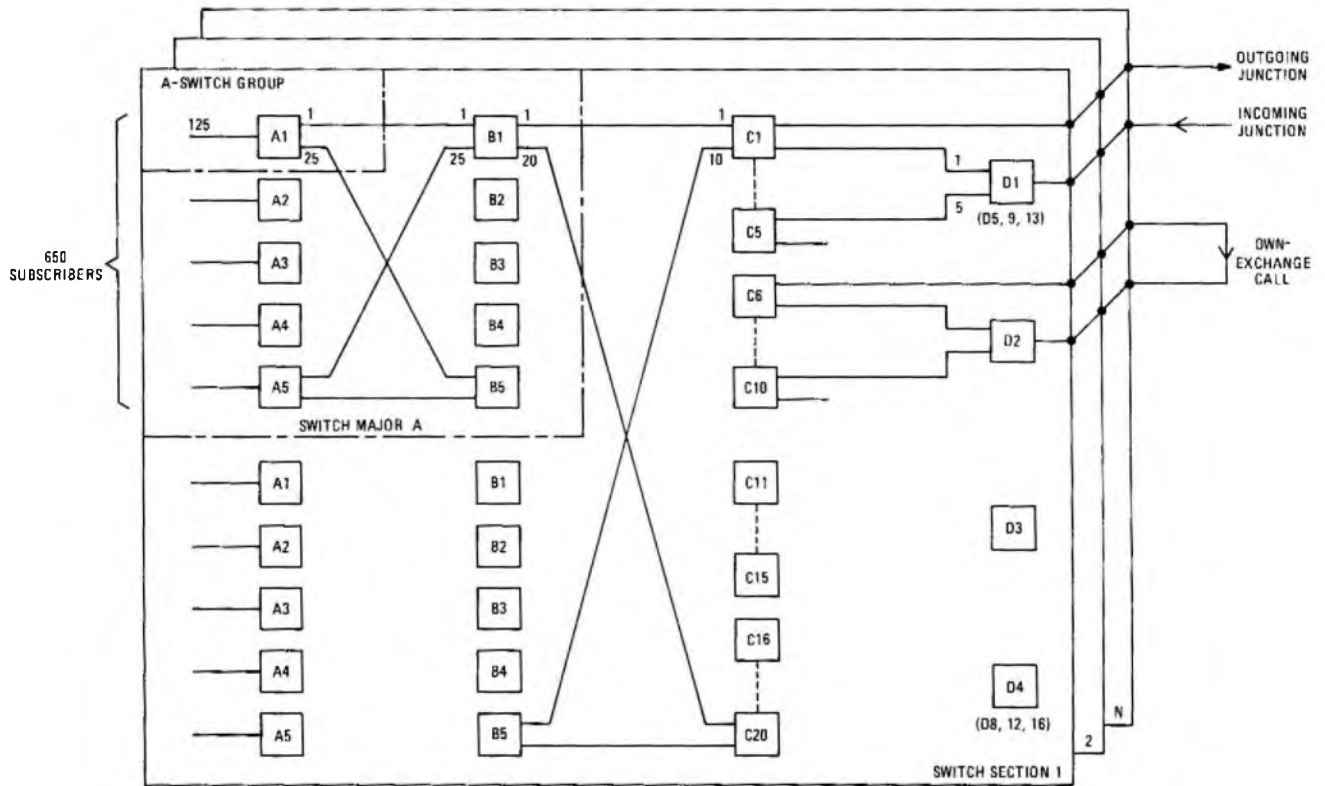 OUTGOING
JUNCTION
INCOMING
JUNCTION
OWN-
EXCHANGE
CALL
A-SWITCH GROUP
125
A1
1
25
1
25
B1
1
20
1
10
C1
1
5
D1
(D5, 9, 13)
A2
B2
C5
650
SUBSCRIBERS
A3
B3
C6
A4
B4
D2
A5
B5
C10
SWITCH MAJOR A
A1
B1
C11
A2
B2
D3
A3
B3
C15
A4
B4
C16
D4
(D8, 12, 16)
A5
B5
C20
N
2
SWITCH SECTION 1